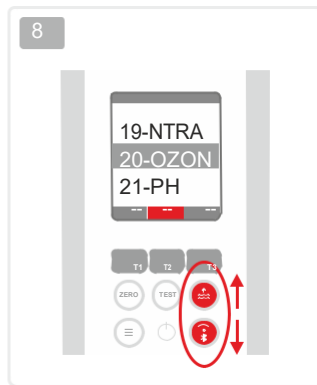 8
19-NTRA
20-OZON
21-PH
-- -- --
T1 T2 T3
ZERO TEST